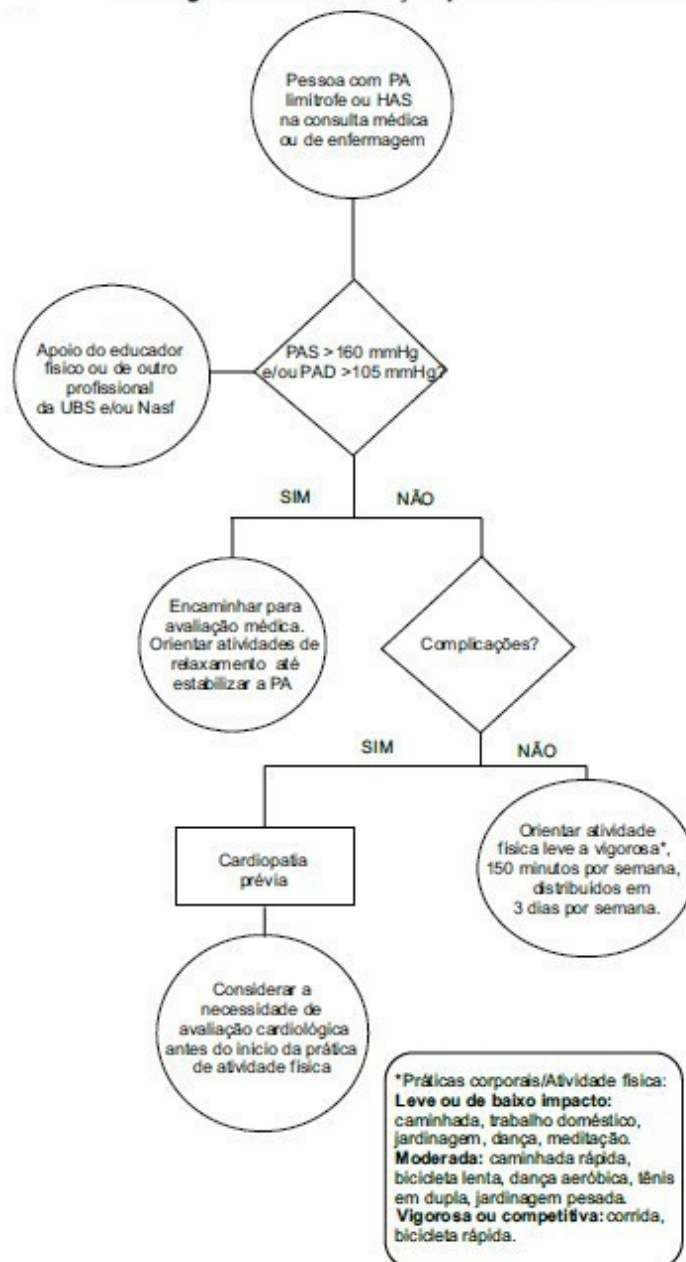 Pessoa com PA
limítrofe ou HAS
na consulta médica
ou de enfermagem
Apoio do educador
físico ou de outro
profissional
da UBS e/ou Nasf
PAS >160 mmHg
e/ou PAD >105 mmHg?
SIM
NÃO
Encaminhar para
avaliação médica.
Orientar atividades de
relaxamento até
estabilizar a PA
Complicações?
SIM
NÃO
Cardiopatia
prévia
Orientar atividade
física leve a vigorosa*,
150 minutos por semana,
distribuídos em
3 dias por semana.
Considerar a
necessidade de
avaliação cardiológica
antes do início da prática
de atividade física
*Práticas corporais/Atividade física:
Leve ou de baixo impacto:
caminhada, trabalho doméstico,
jardinagem, dança, meditação.
Moderada: caminhada rápida,
bicicleta lenta, dança aeróbica, tênis
em dupla, jardinagem pesada.
Vigorosa ou competitiva: corrida,
bicicleta rápida.